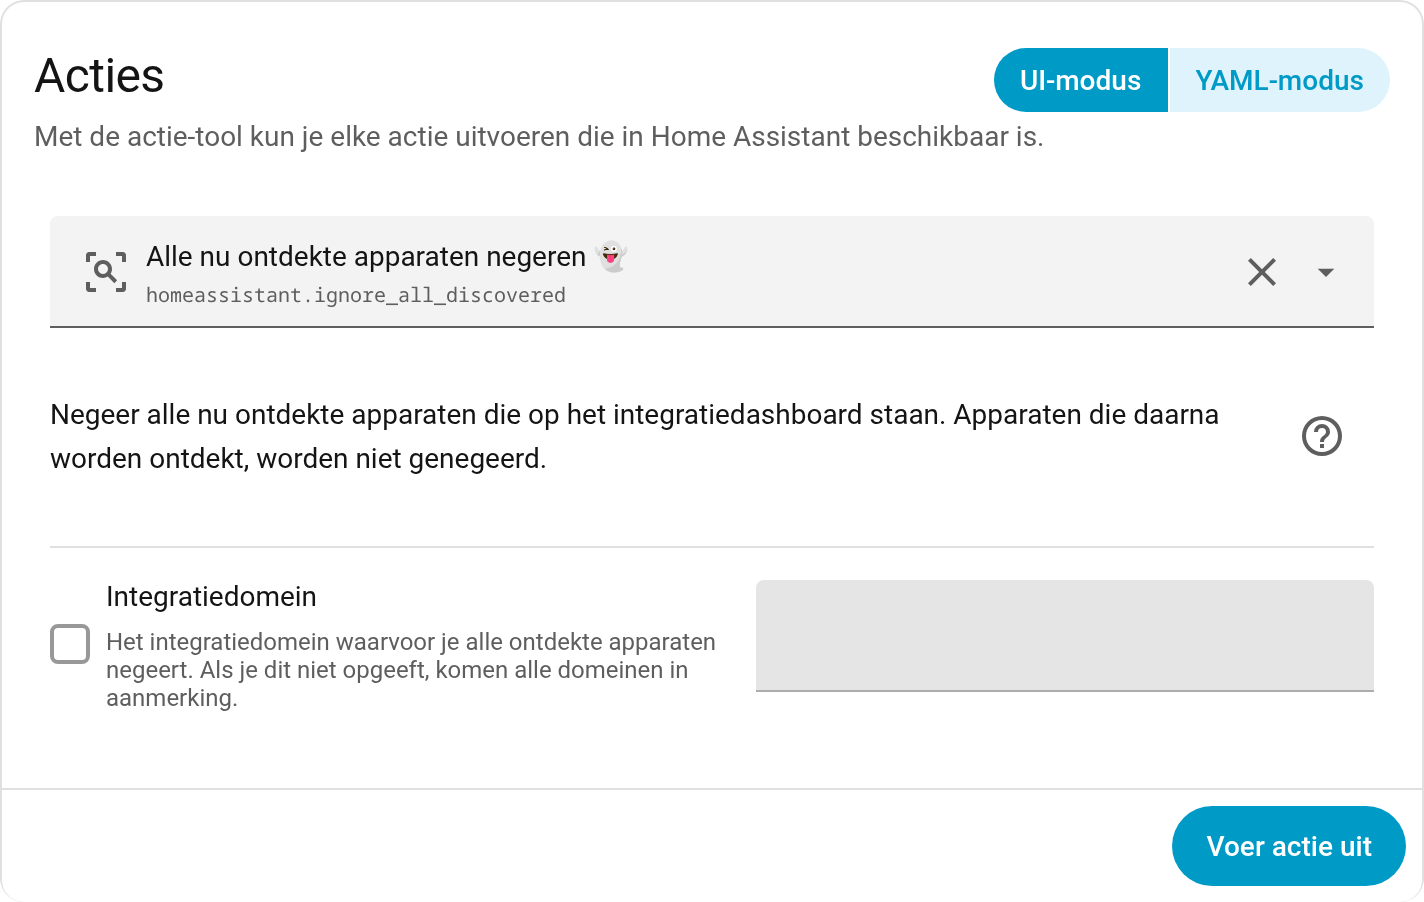 Acties
UI-modus
YAML-modus
Met de actie-tool kun je elke actie uitvoeren die in Home Assistant beschikbaar is.
Alle nu ontdekte apparaten negeren 👻
homeassistant.ignore_all_discovered
Negeer alle nu ontdekte apparaten die op het integratiedashboard staan. Apparaten die daarna
worden ontdekt, worden niet genegeerd.
Integratiedomein
Het integratiedomein waarvoor je alle ontdekte apparaten
negeert. Als je dit niet opgeeft, komen alle domeinen in
aanmerking.
Voer actie uit